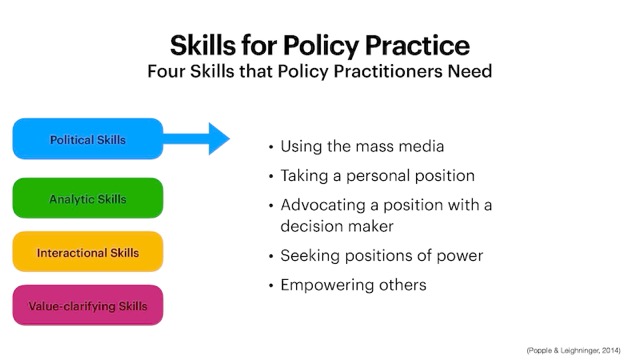 Skills for Policy Practice
Four Skills that Policy Practitioners Need
Political Skills
Analytic Skills
Interactional Skills
Value-clarifying Skills
• Using the mass media
• Taking a personal position
• Advocating a position with a
decision maker
• Seeking positions of power
• Empowering others
(Popple & Leighninger, 2014)